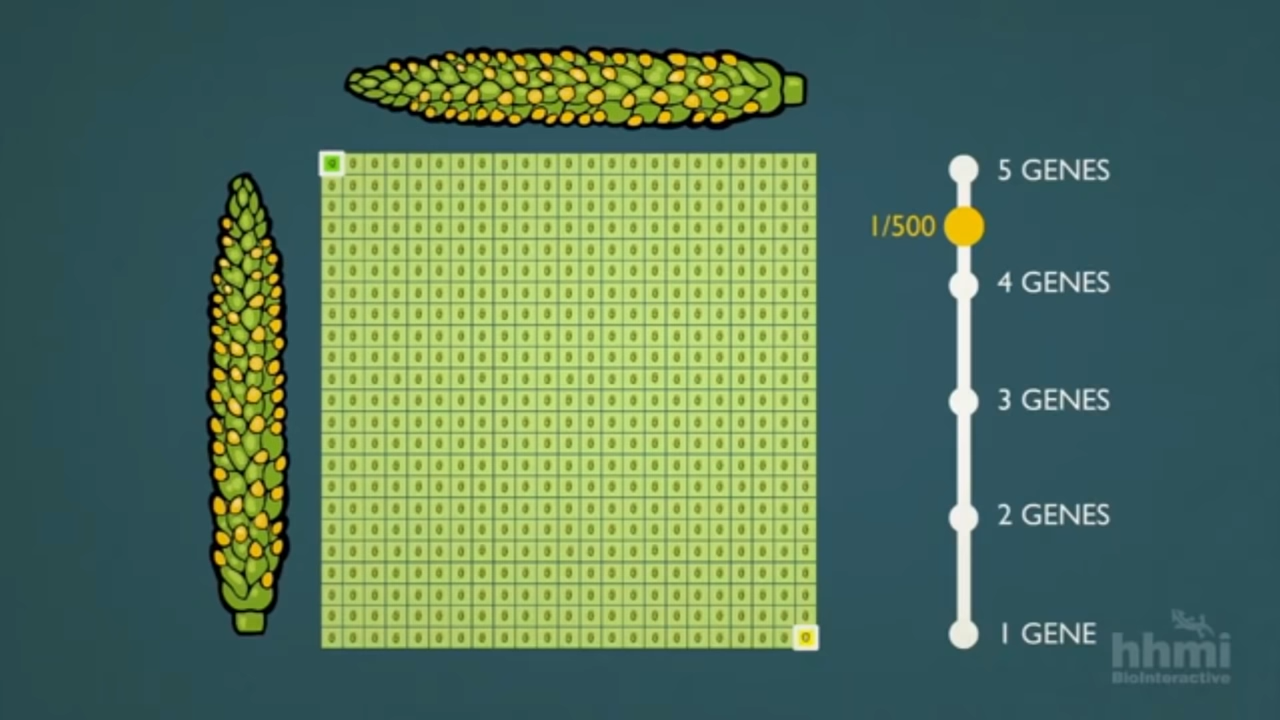 5 GENES
1/500
4 GENES
3 GENES
2 GENES
1 GENE
hhmi
BioInteractive